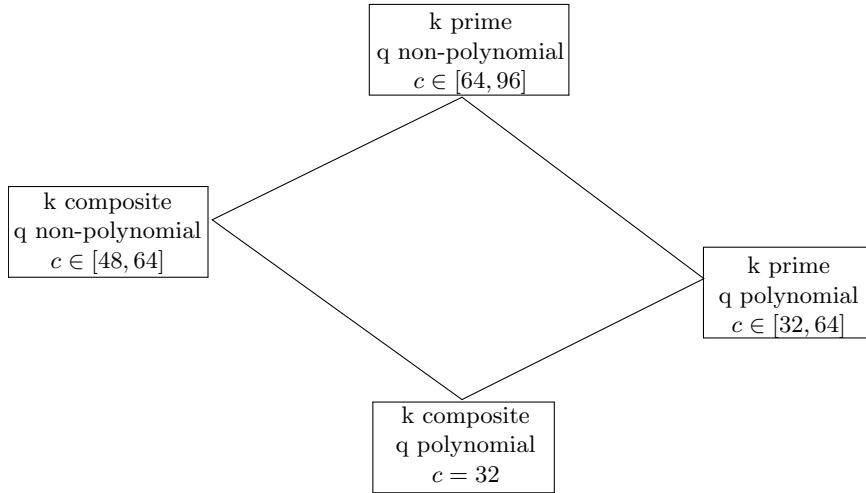 k prime
q non-polynomial
c ∈ [64, 96]
k composite
q non-polynomial
c ∈ [48, 64]
k prime
q polynomial
c ∈ [32, 64]
k composite
q polynomial
c = 32